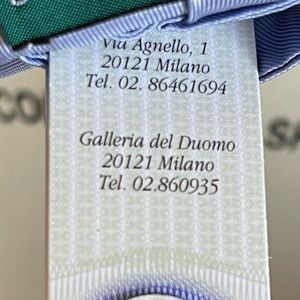 Via Agnello, 1
20121 Milano
Tel. 02. 86461694
Galleria del Duomo
20121 Milano
Tel. 02.860935